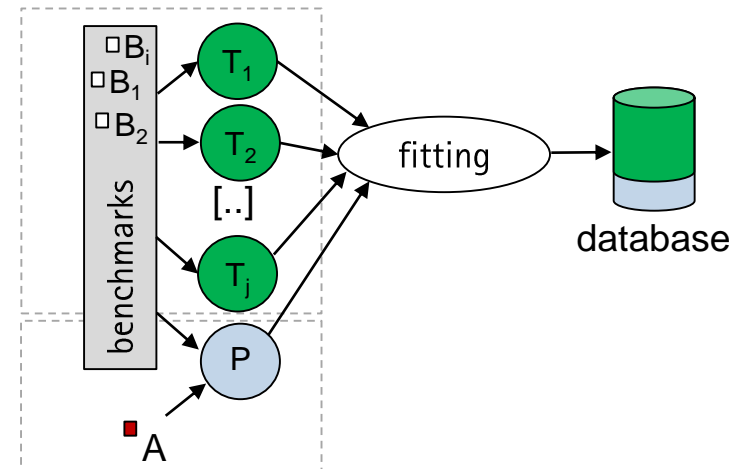 Bᵢ
B₁
B₂
benchmarks
T₁
T₂
[..]
Tⱼ
P
A
fitting
database